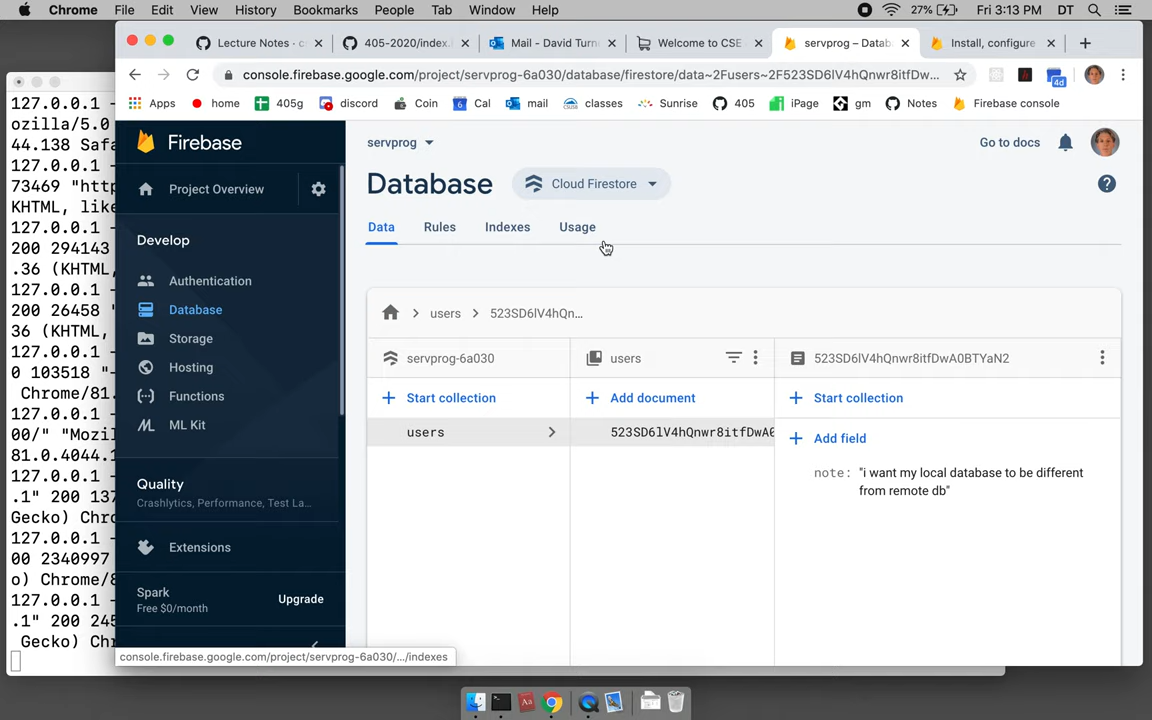 Chrome File Edit View History Bookmarks People Tab Window Help 27% Fri 3:13 PM DT
Lecture Notes - c
405-2020/index.
Mail - David Turn
Welcome to CSE
servprog – Datab
Install, configure
console.firebase.google.com/project/servprog-6a030/database/firestore/data~2Fusers~2F523SD6lV4hQnwr8itfDw...
4d
Apps home 405g discord Coin 6 Cal mail classes Sunrise 405 iPage gm Notes Firebase console
127.0.0.1 -
ozilla/5.0
44.138 Safa
127.0.0.1 -
73469 "http
KHTML, like
127.0.0.1 -
200 294143
.36 (KHTML,
127.0.0.1 -
200 26458 "
36 (KHTML,
127.0.0.1 -
0 103518 "-
Chrome/81.
127.0.0.1 -
00/" "Mozil
81.0.4044.1
127.0.0.1 -
.1" 200 137
Gecko) Chro
127.0.0.1 -
00 2340997
o) Chrome/8
127.0.0.1 -
.1" 200 245
Gecko) Chr
Firebase
Project Overview
Develop
Authentication
Database
Storage
Hosting
Functions
ML Kit
Quality
Crashlytics, Performance, Test La...
Extensions
Spark
Free $0/month
Upgrade
servprog
Go to docs
Database
Cloud Firestore
Data Rules Indexes Usage
users 523SD6lV4hQn...
servprog-6a030
Start collection
users
users
Add document
523SD6lV4hQnwr8itfDwA0
523SD6lV4hQnwr8itfDwA0BTYaN2
Start collection
Add field
note: "i want my local database to be different
from remote db"
console.firebase.google.com/project/servprog-6a030/.../indexes